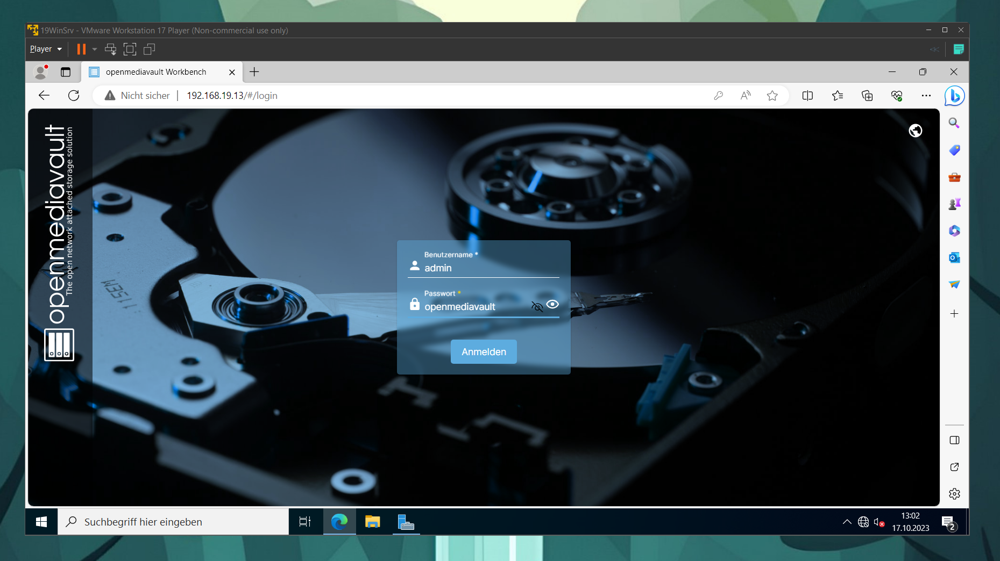 19WinSrv - VMware Workstation 17 Player (Non-commercial use only)
Player
openmediavault Workbench
Nicht sicher
192.168.19.13/#/login
openmediavault
The open network attached storage solution
11SEM
Benutzername *
admin
Passwort *
openmediavault
Anmelden
Suchbegriff hier eingeben
13:02
17.10.2023
2